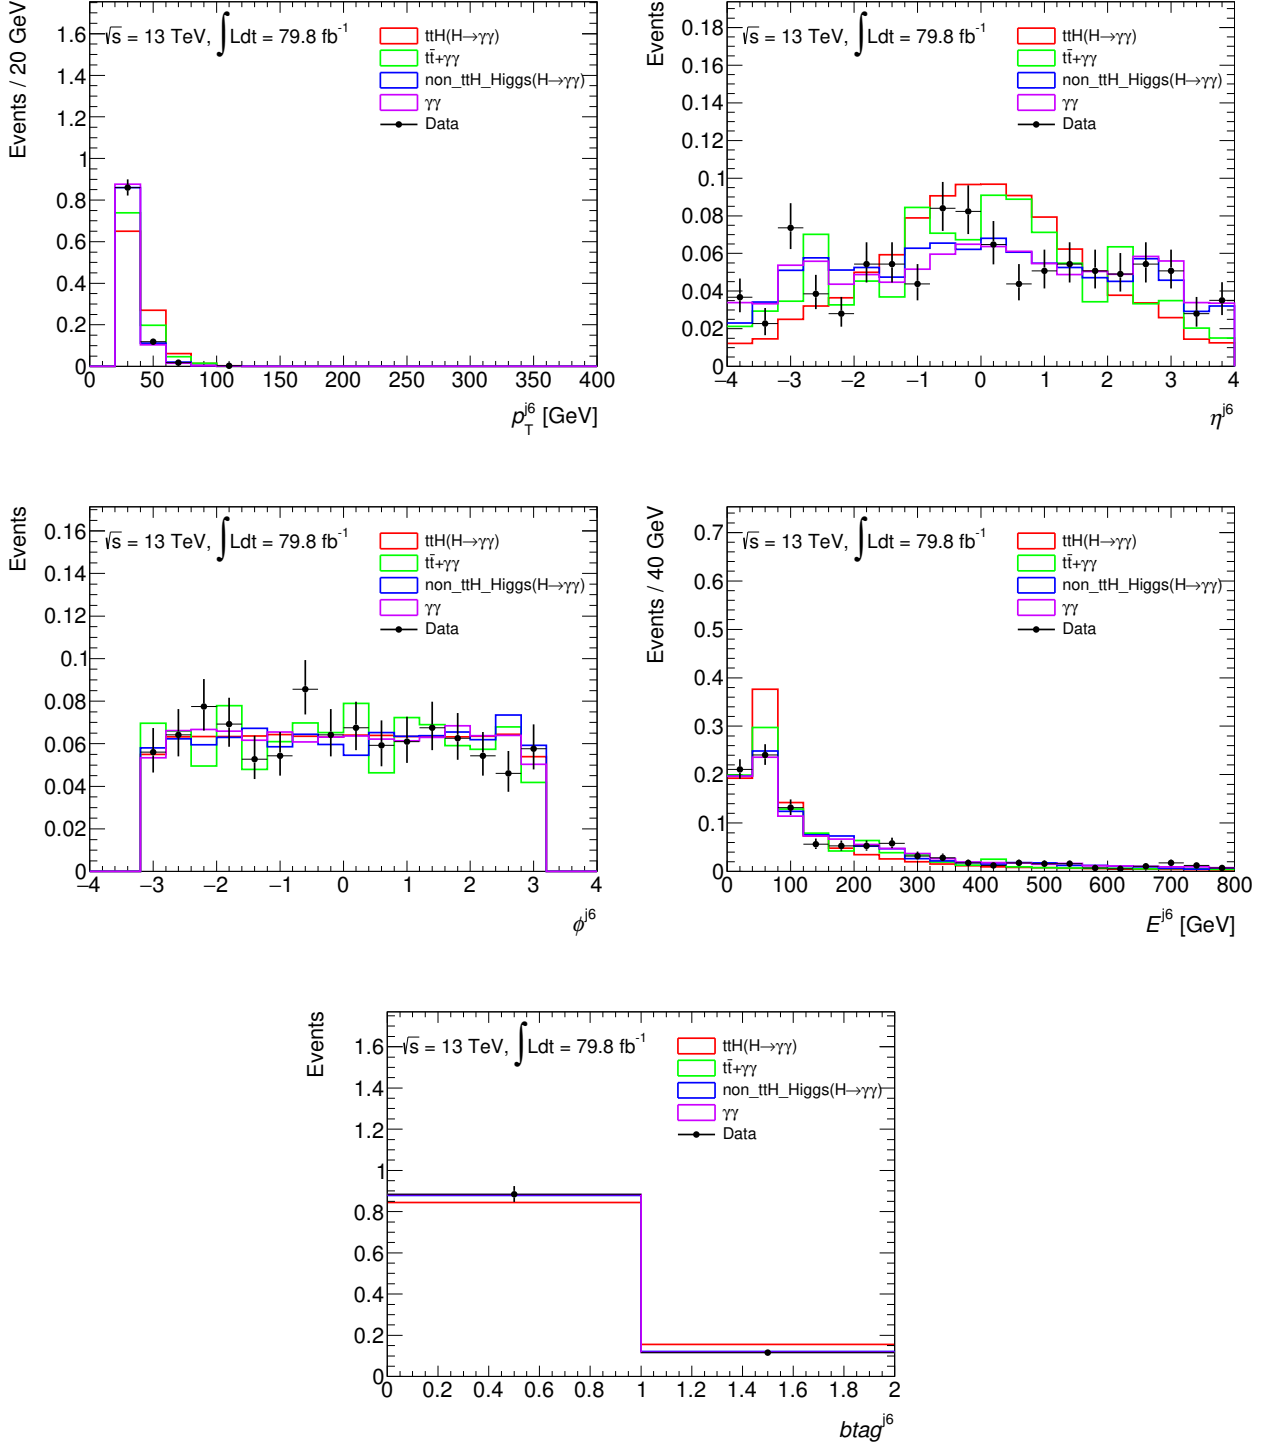 Events / 20 GeV
√s = 13 TeV, ∫Ldt = 79.8 fb⁻¹
ttH(H→γγ)
tt̄+γγ
non_ttH_Higgs(H→γγ)
γγ
Data
1.6
1.4
1.2
1
0.8
0.6
0.4
0.2
0
0 50 100 150 200 250 300 350 400
p_T^j6 [GeV]
Events
√s = 13 TeV, ∫Ldt = 79.8 fb⁻¹
ttH(H→γγ)
tt̄+γγ
non_ttH_Higgs(H→γγ)
γγ
Data
0.18
0.16
0.14
0.12
0.1
0.08
0.06
0.04
0.02
0
−4 −3 −2 −1 0 1 2 3 4
η^j6
Events
√s = 13 TeV, ∫Ldt = 79.8 fb⁻¹
ttH(H→γγ)
tt̄+γγ
non_ttH_Higgs(H→γγ)
γγ
Data
0.16
0.14
0.12
0.1
0.08
0.06
0.04
0.02
0
−4 −3 −2 −1 0 1 2 3 4
ϕ^j6
Events / 40 GeV
√s = 13 TeV, ∫Ldt = 79.8 fb⁻¹
ttH(H→γγ)
tt̄+γγ
non_ttH_Higgs(H→γγ)
γγ
Data
0.7
0.6
0.5
0.4
0.3
0.2
0.1
0
0 100 200 300 400 500 600 700 800
E^j6 [GeV]
Events
√s = 13 TeV, ∫Ldt = 79.8 fb⁻¹
ttH(H→γγ)
tt̄+γγ
non_ttH_Higgs(H→γγ)
γγ
Data
1.6
1.4
1.2
1
0.8
0.6
0.4
0.2
0
0 0.2 0.4 0.6 0.8 1 1.2 1.4 1.6 1.8 2
btag^j6